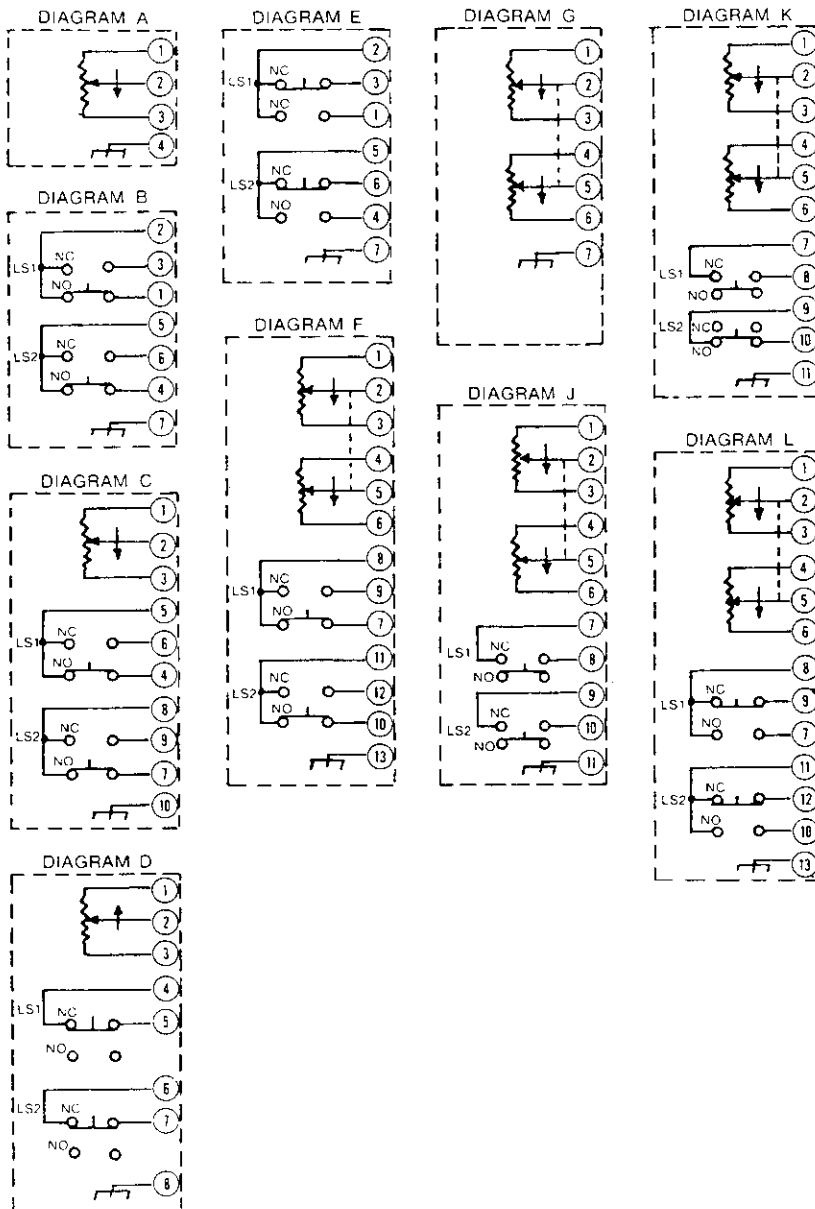 DIAGRAM A
1
2
3
4
DIAGRAM B
2
LS1
NC
3
NO
1
5
LS2
NC
6
NO
4
7
DIAGRAM C
1
2
3
5
LS1
NC
6
NO
4
8
LS2
NC
9
NO
7
10
DIAGRAM D
1
2
3
4
LS1
NC
5
NO
6
LS2
NC
7
NO
8
DIAGRAM E
2
LS1
NC
3
NC
1
5
LS2
NC
6
NO
4
7
DIAGRAM F
1
2
3
4
5
6
8
LS1
NC
9
NO
7
11
LS2
NC
12
NO
10
13
DIAGRAM G
1
2
3
4
5
6
7
DIAGRAM J
1
2
3
4
5
6
7
LS1
NC
8
NO
9
LS2
NC
10
NO
11
DIAGRAM K
1
2
3
4
5
6
7
LS1
NC
8
NO
9
LS2
NC
10
NO
11
DIAGRAM L
1
2
3
4
5
6
8
LS1
NC
9
NO
7
11
LS2
NC
12
NO
10
13